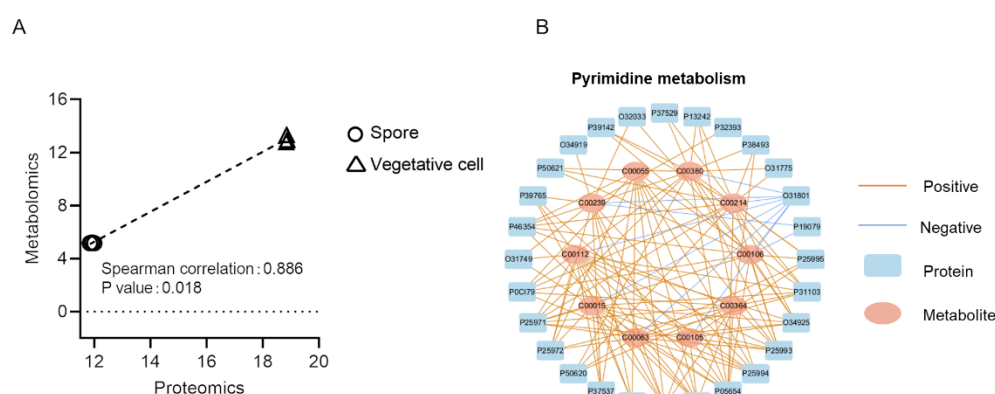 A
B
16
12
8
4
0
Metabolomics
12
14
16
18
20
Proteomics
Spearman correlation : 0.886
P value : 0.018
Spore
Vegetative cell
Pyrimidine metabolism
P37529
O32033
P13242
P39142
P32393
O34919
P38493
P50621
O31775
P39765
O31801
P46354
P19079
O31749
P25995
P0CI79
P31103
P25971
O34925
P25972
P25993
P50620
P25994
P37537
P05654
C00055
C00380
C00239
C00214
C00112
C00106
C00015
C00364
C00063
C00105
Positive
Negative
Protein
Metabolite